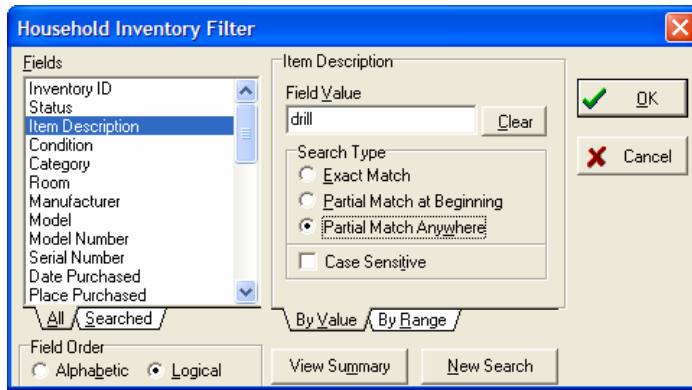 Household Inventory Filter
Fields
Inventory ID
Status
Item Description
Condition
Category
Room
Manufacturer
Model
Model Number
Serial Number
Date Purchased
Place Purchased
All
Searched
Field Order
Alphabetic
Logical
Item Description
Field Value
drill
Clear
Search Type
Exact Match
Partial Match at Beginning
Partial Match Anywhere
Case Sensitive
By Value
By Range
View Summary
New Search
OK
Cancel